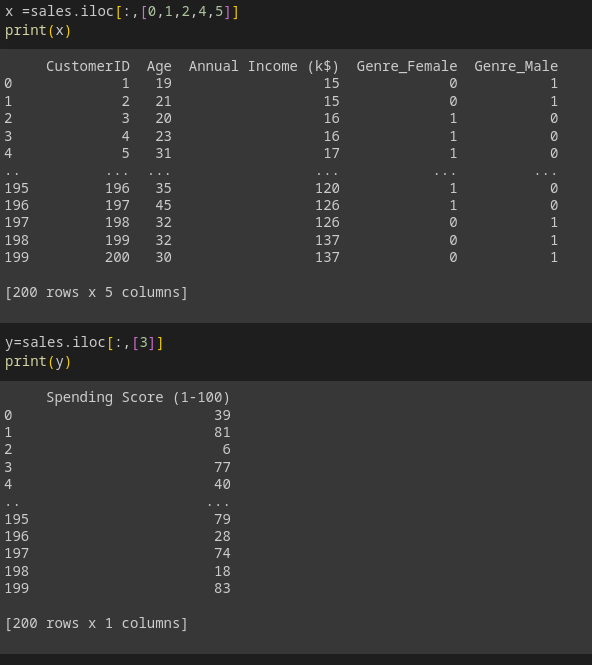 x =sales.iloc[:,[0,1,2,4,5]]
print(x)
     CustomerID  Age  Annual Income (k$)  Genre_Female  Genre_Male
0             1   19                  15             0           1
1             2   21                  15             0           1
2             3   20                  16             1           0
3             4   23                  16             1           0
4             5   31                  17             1           0
..          ...  ...                 ...           ...         ...
195         196   35                 120             1           0
196         197   45                 126             1           0
197         198   32                 126             0           1
198         199   32                 137             0           1
199         200   30                 137             0           1
[200 rows x 5 columns]
y=sales.iloc[:,[3]]
print(y)
     Spending Score (1-100)
0                        39
1                        81
2                         6
3                        77
4                        40
..                      ...
195                      79
196                      28
197                      74
198                      18
199                      83
[200 rows x 1 columns]